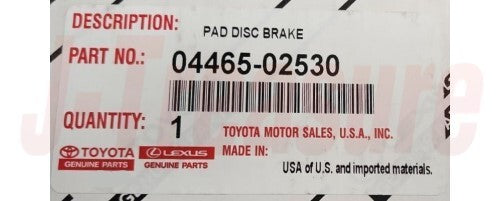 DESCRIPTION: PAD DISC BRAKE
PART NO.: 04465-02530
QUANTITY: 1 TOYOTA MOTOR SALES, U.S.A., INC.
TOYOTA LEXUS MADE IN:
GENUINE PARTS GENUINE PARTS
USA of U.S. and imported materials.